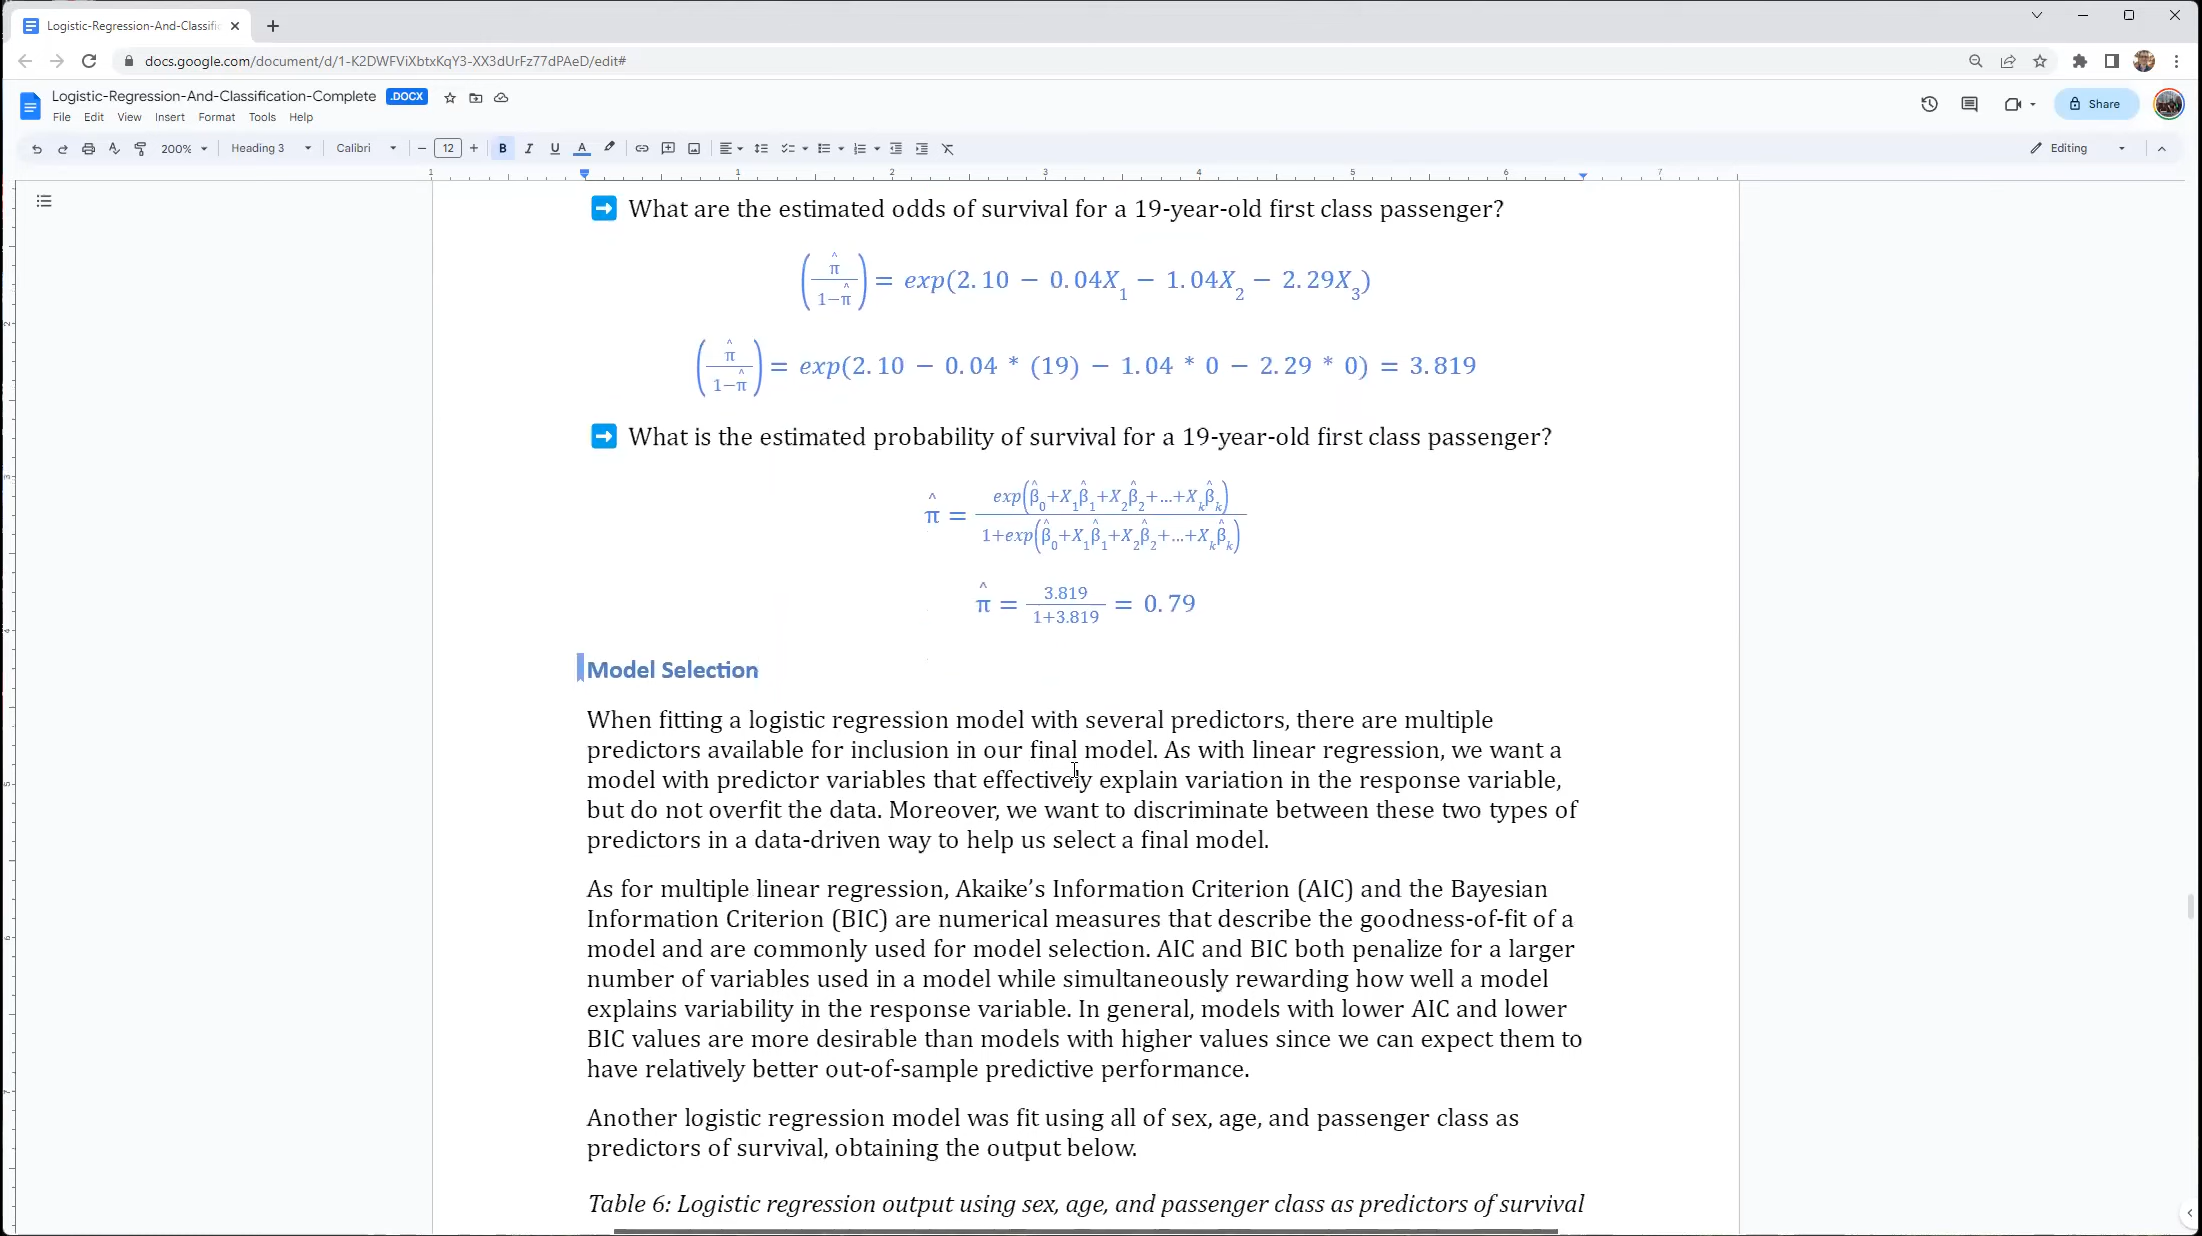 Logistic-Regression-And-Classific
docs.google.com/document/d/1-K2DWFViXbtxKqY3-XX3dUrFz77dPAeD/edit#
Logistic-Regression-And-Classification-Complete .DOCX
File Edit View Insert Format Tools Help
Share
200% Heading 3 Calibri 12 B I U A Editing
1 1 2 3 4 5 6 7
What are the estimated odds of survival for a 19-year-old first class passenger?
(π̂/(1−π̂)) = exp(2.10 − 0.04X₁ − 1.04X₂ − 2.29X₃)
(π̂/(1−π̂)) = exp(2.10 − 0.04 * (19) − 1.04 * 0 − 2.29 * 0) = 3.819
What is the estimated probability of survival for a 19-year-old first class passenger?
π̂ = exp(β̂₀+X₁β̂₁+X₂β̂₂+...+Xₖβ̂ₖ) / 1+exp(β̂₀+X₁β̂₁+X₂β̂₂+...+Xₖβ̂ₖ)
π̂ = 3.819 / 1+3.819 = 0.79
Model Selection
When fitting a logistic regression model with several predictors, there are multiple
predictors available for inclusion in our final model. As with linear regression, we want a
model with predictor variables that effectively explain variation in the response variable,
but do not overfit the data. Moreover, we want to discriminate between these two types of
predictors in a data-driven way to help us select a final model.
As for multiple linear regression, Akaike’s Information Criterion (AIC) and the Bayesian
Information Criterion (BIC) are numerical measures that describe the goodness-of-fit of a
model and are commonly used for model selection. AIC and BIC both penalize for a larger
number of variables used in a model while simultaneously rewarding how well a model
explains variability in the response variable. In general, models with lower AIC and lower
BIC values are more desirable than models with higher values since we can expect them to
have relatively better out-of-sample predictive performance.
Another logistic regression model was fit using all of sex, age, and passenger class as
predictors of survival, obtaining the output below.
Table 6: Logistic regression output using sex, age, and passenger class as predictors of survival